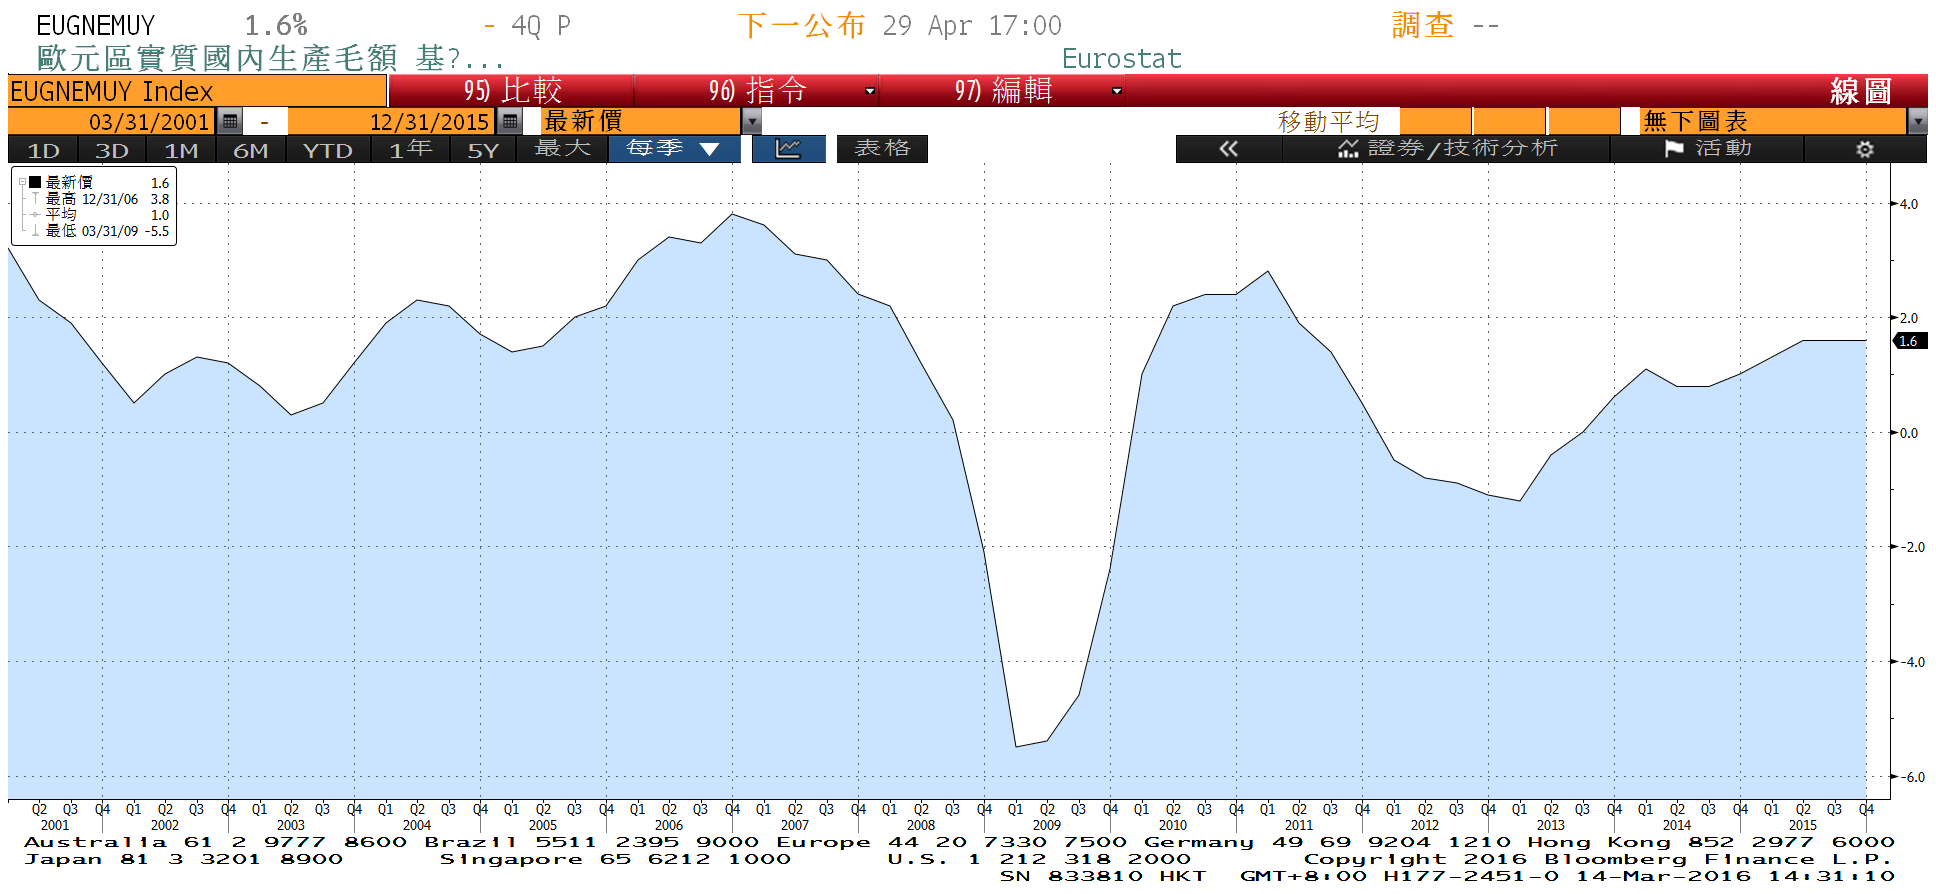 EUGNEMUY 1.6% - 4Q P 下一公布 29 Apr 17:00 調查 --
歐元區實質國內生產毛額 基?... Eurostat
EUGNEMUY Index 95) 比較 96) 指令 97) 編輯 線圖
03/31/2001 - 12/31/2015 最新價 移動平均 無下圖表
1D 3D 1M 6M YTD 1年 5Y 最大 每季 表格 « 證券/技術分析 活動
最新價 1.6
最高 12/31/06 3.8
平均 1.0
最低 03/31/09 -5.5
4.0
2.0
1.6
0.0
-2.0
-4.0
-6.0
Q2 Q3 Q4 Q1 Q2 Q3 Q4 Q1 Q2 Q3 Q4 Q1 Q2 Q3 Q4 Q1 Q2 Q3 Q4 Q1 Q2 Q3 Q4 Q1 Q2 Q3 Q4 Q1 Q2 Q3 Q4 Q1 Q2 Q3 Q4 Q1 Q2 Q3 Q4 Q1 Q2 Q3 Q4 Q1 Q2 Q3 Q4 Q1 Q2 Q3 Q4 Q1 Q2 Q3 Q4 Q1 Q2 Q3 Q4
2001 2002 2003 2004 2005 2006 2007 2008 2009 2010 2011 2012 2013 2014 2015
Australia 61 2 9777 8600 Brazil 5511 2395 9000 Europe 44 20 7330 7500 Germany 49 69 9204 1210 Hong Kong 852 2977 6000
Japan 81 3 3201 8900 Singapore 65 6212 1000 U.S. 1 212 318 2000 Copyright 2016 Bloomberg Finance L.P.
SN 833810 HKT GMT+8:00 H177-2451-0 14-Mar-2016 14:31:10